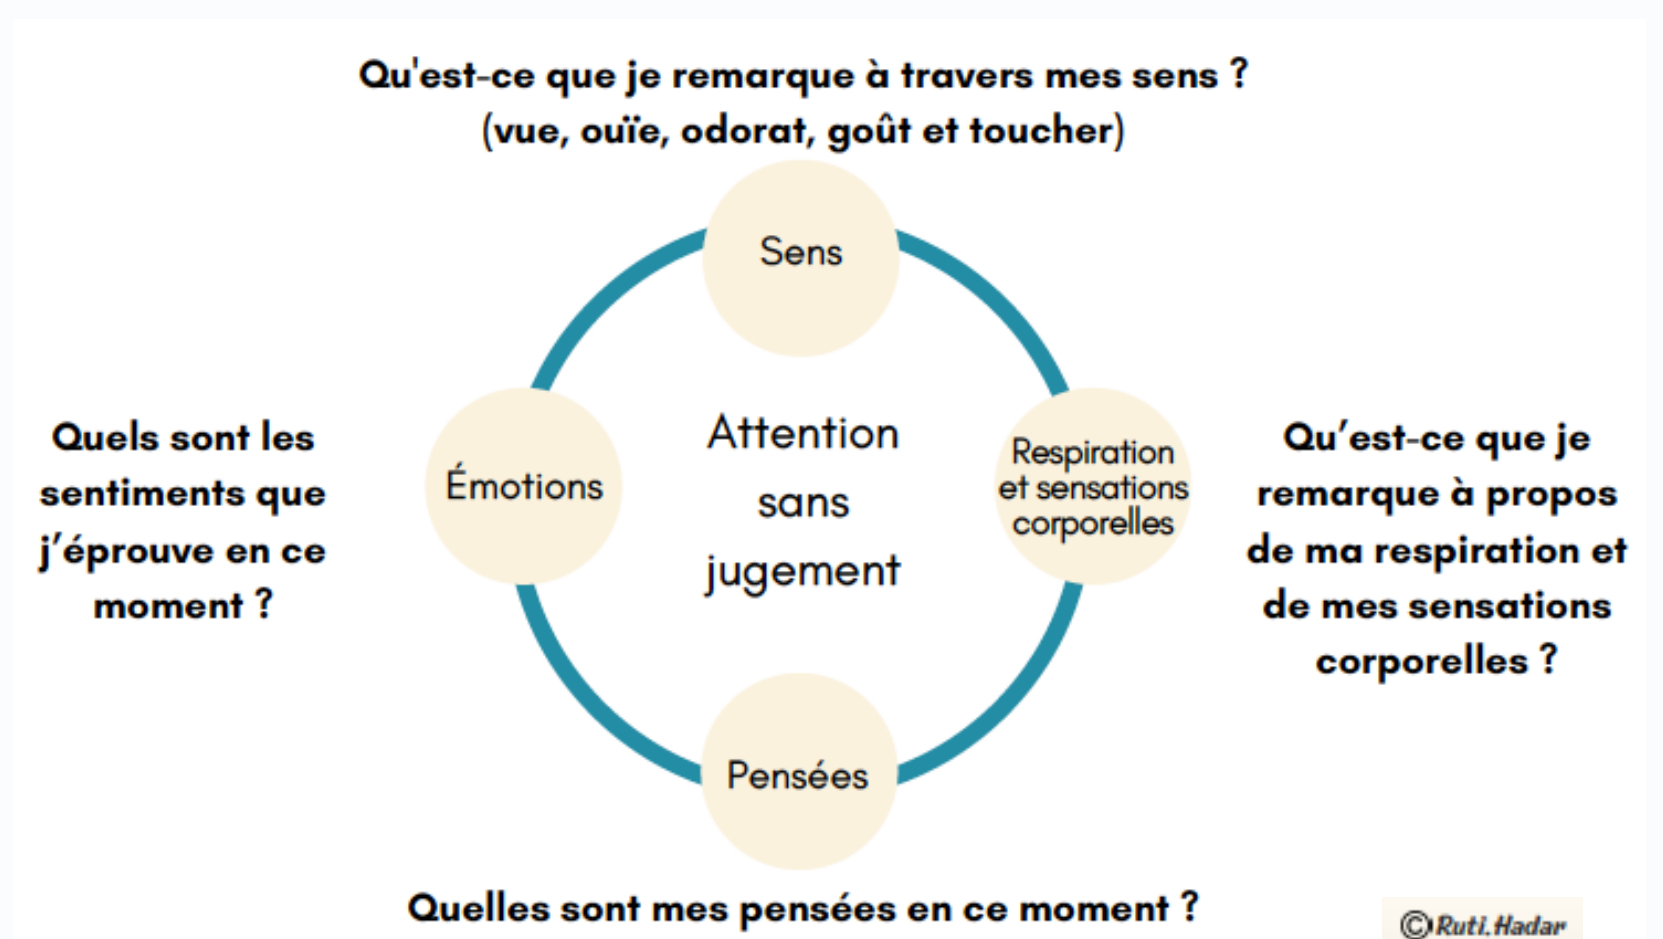 Qu'est-ce que je remarque à travers mes sens ?
(vue, ouïe, odorat, goût et toucher)
Sens
Quels sont les
sentiments que
j’éprouve en ce
moment ?
Émotions
Attention
sans
jugement
Respiration
et sensations
corporelles
Qu’est-ce que je
remarque à propos
de ma respiration et
de mes sensations
corporelles ?
Pensées
Quelles sont mes pensées en ce moment ?
© Ruti.Hadar